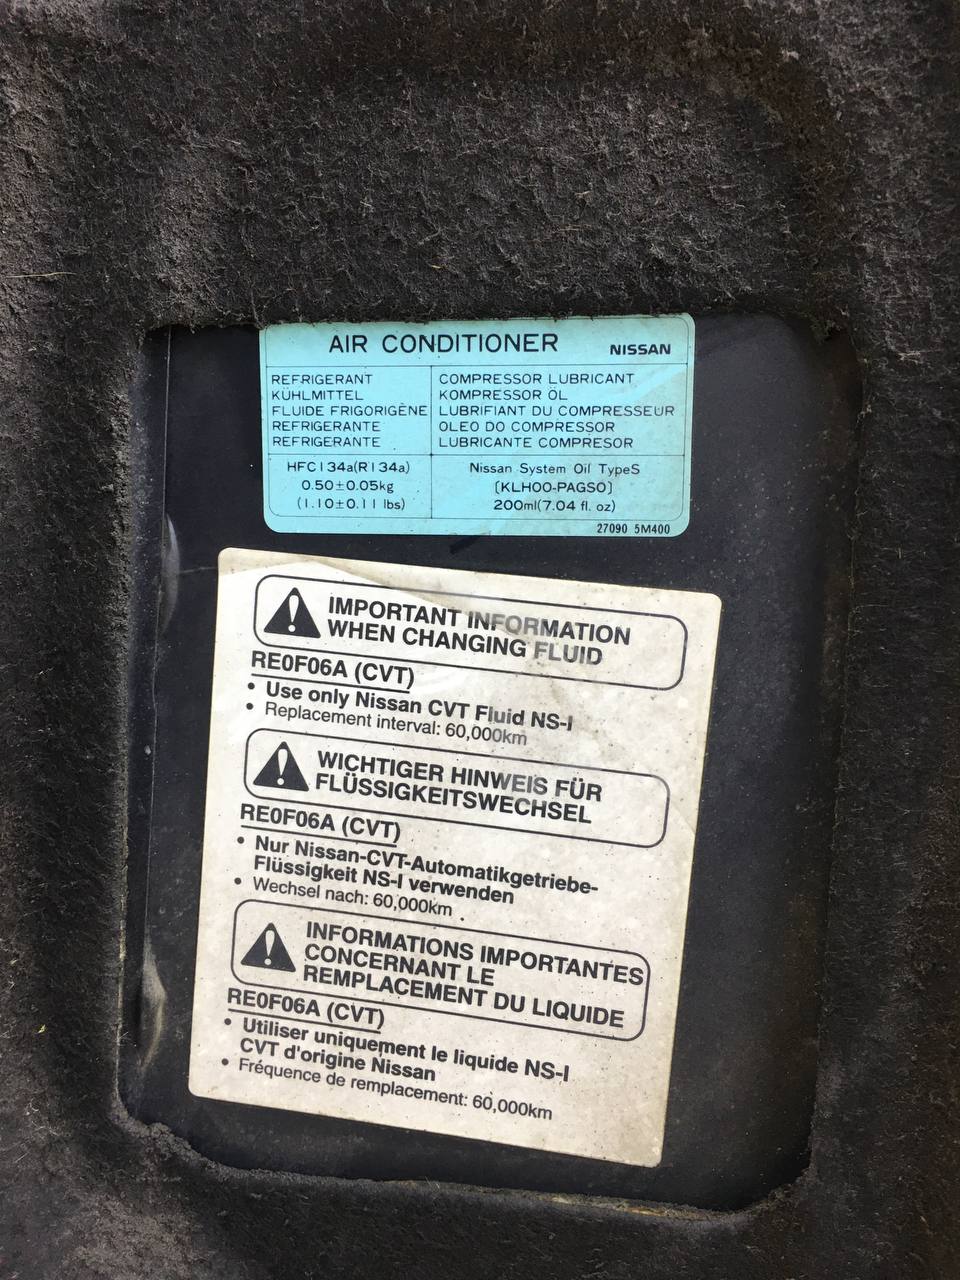 AIR CONDITIONER NISSAN
REFRIGERANT
KÜHLMITTEL
FLUIDE FRIGORIGÈNE
REFRIGERANTE
REFRIGERANTE
COMPRESSOR LUBRICANT
KOMPRESSOR ÖL
LUBRIFIANT DU COMPRESSEUR
OLEO DO COMPRESSOR
LUBRICANTE COMPRESOR
HFC134a(R134a)
0.50±0.05kg
(1.10±0.11 lbs)
Nissan System Oil TypeS
[KLH00-PAGS0]
200ml(7.04 fl. oz)
27090 5M400
IMPORTANT INFORMATION
WHEN CHANGING FLUID
RE0F06A (CVT)
• Use only Nissan CVT Fluid NS-I
• Replacement interval: 60,000km
WICHTIGER HINWEIS FÜR
FLÜSSIGKEITSWECHSEL
RE0F06A (CVT)
• Nur Nissan-CVT-Automatikgetriebe-
Flüssigkeit NS-I verwenden
• Wechsel nach: 60,000km
INFORMATIONS IMPORTANTES
CONCERNANT LE
REMPLACEMENT DU LIQUIDE
RE0F06A (CVT)
• Utiliser uniquement le liquide NS-I
CVT d'origine Nissan
• Fréquence de remplacement: 60,000km